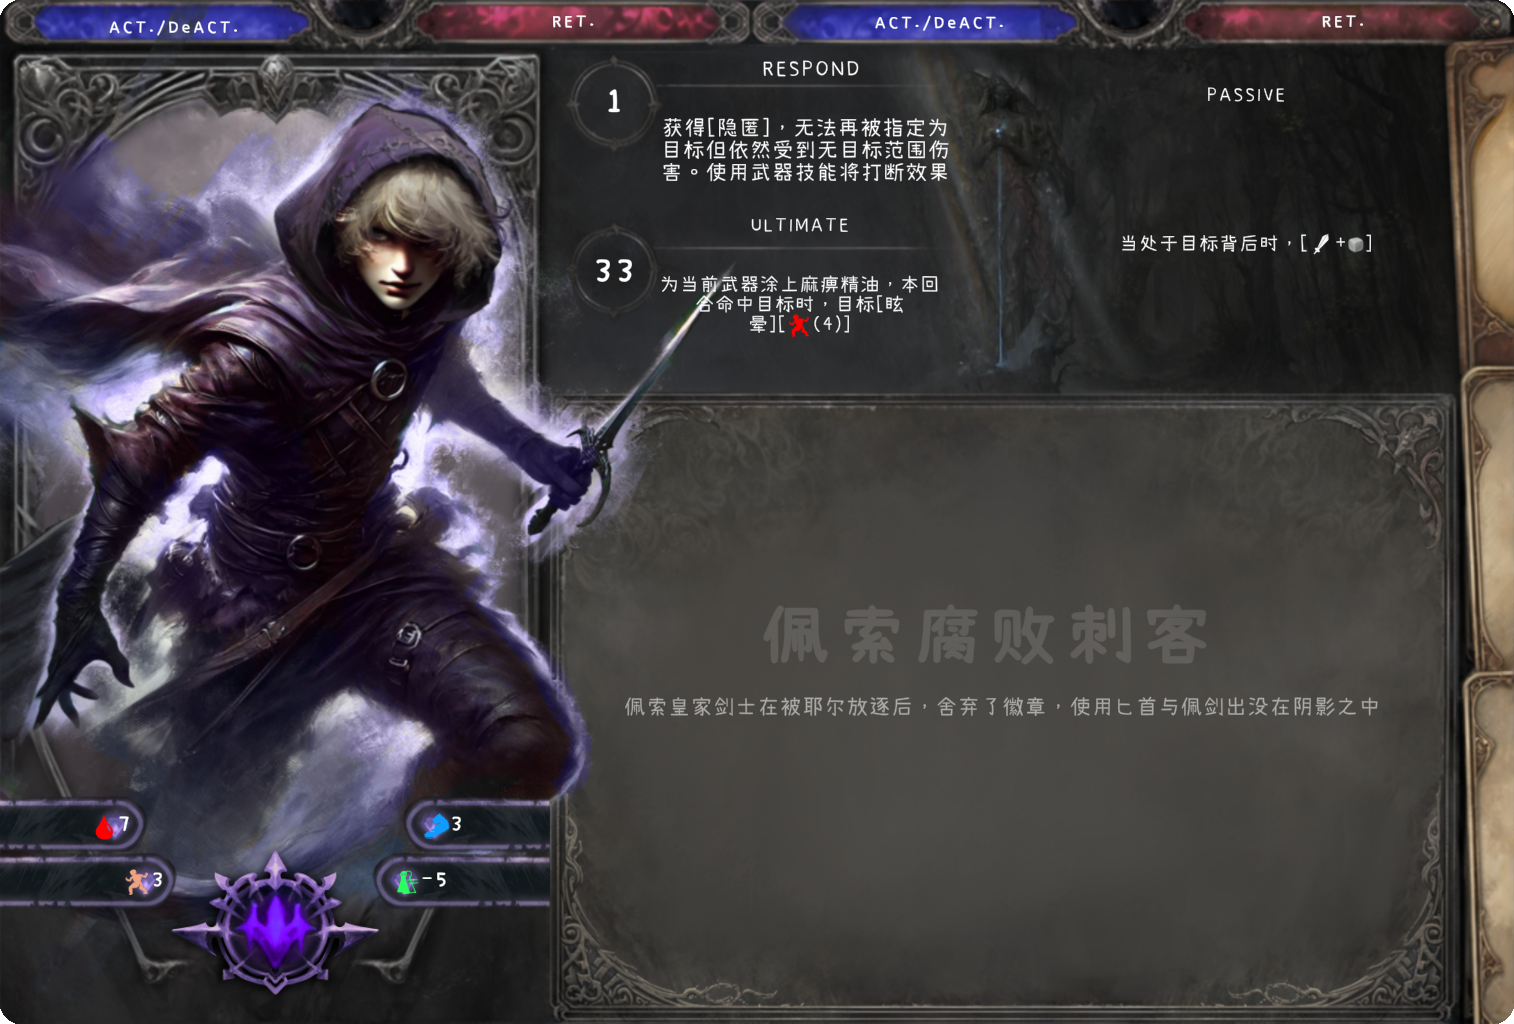 ACT./DeACT.
RET.
ACT./DeACT.
RET.
1
RESPOND
获得[隐匿]，无法再被指定为
目标但依然受到无目标范围伤
害。使用武器技能将打断效果
33
ULTIMATE
为当前武器涂上麻痹精油，本回
合命中目标时，目标[眩
晕][(4)]
PASSIVE
当处于目标背后时，[+]
佩索腐败刺客
佩索皇家剑士在被耶尔放逐后，舍弃了徽章，使用匕首与佩剑出没在阴影之中
7
3
3
-5